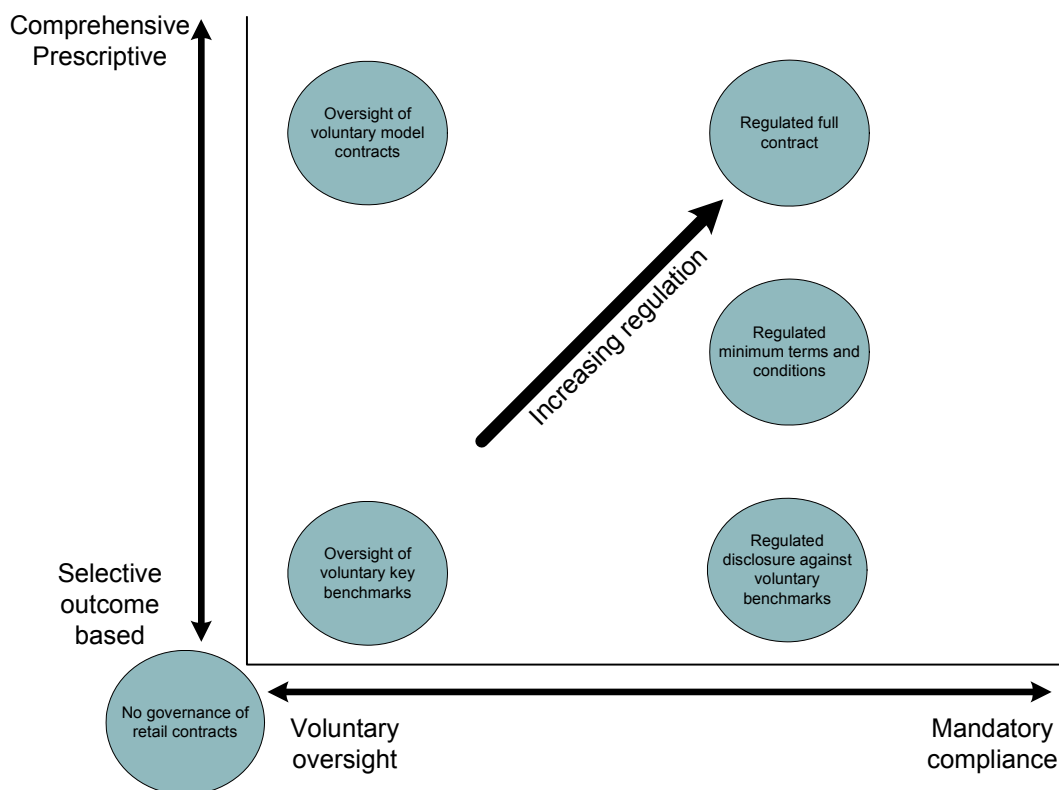 Comprehensive
Prescriptive
Oversight of
voluntary model
contracts
Regulated full
contract
Increasing regulation
Regulated
minimum terms and
conditions
Selective
outcome
based
Oversight of
voluntary key
benchmarks
Regulated
disclosure against
voluntary
benchmarks
No governance of
retail contracts
Voluntary
oversight
Mandatory
compliance